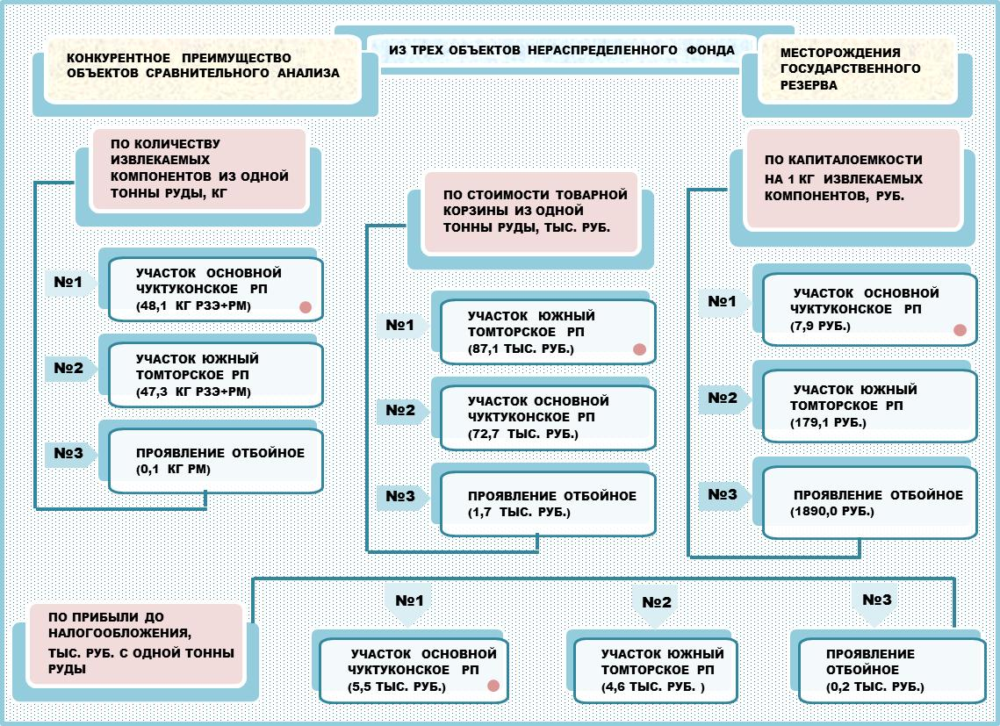 КОНКУРЕНТНОЕ ПРЕИМУЩЕСТВО
ОБЪЕКТОВ СРАВНИТЕЛЬНОГО АНАЛИЗА
ИЗ ТРЕХ ОБЪЕКТОВ НЕРАСПРЕДЕЛЕННОГО ФОНДА
МЕСТОРОЖДЕНИЯ
ГОСУДАРСТВЕННОГО
РЕЗЕРВА
ПО КОЛИЧЕСТВУ
ИЗВЛЕКАЕМЫХ
КОМПОНЕНТОВ ИЗ ОДНОЙ
ТОННЫ РУДЫ, КГ
№1
УЧАСТОК ОСНОВНОЙ
ЧУКТУКОНСКОЕ РП
(48,1 КГ РЗЭ+РМ)
№2
УЧАСТОК ЮЖНЫЙ
ТОМТОРСКОЕ РП
(47,3 КГ РЗЭ+РМ)
№3
ПРОЯВЛЕНИЕ ОТБОЙНОЕ
(0,1 КГ РМ)
ПО СТОИМОСТИ ТОВАРНОЙ
КОРЗИНЫ ИЗ ОДНОЙ
ТОННЫ РУДЫ, ТЫС. РУБ.
№1
УЧАСТОК ЮЖНЫЙ
ТОМТОРСКОЕ РП
(87,1 ТЫС. РУБ.)
№2
УЧАСТОК ОСНОВНОЙ
ЧУКТУКОНСКОЕ РП
(72,7 ТЫС. РУБ.)
№3
ПРОЯВЛЕНИЕ ОТБОЙНОЕ
(1,7 ТЫС. РУБ.)
ПО КАПИТАЛОЕМКОСТИ
НА 1 КГ ИЗВЛЕКАЕМЫХ
КОМПОНЕНТОВ, РУБ.
№1
УЧАСТОК ОСНОВНОЙ
ЧУКТУКОНСКОЕ РП
(7,9 РУБ.)
№2
УЧАСТОК ЮЖНЫЙ
ТОМТОРСКОЕ РП
(179,1 РУБ.)
№3
ПРОЯВЛЕНИЕ ОТБОЙНОЕ
(1890,0 РУБ.)
ПО ПРИБЫЛИ ДО
НАЛОГООБЛОЖЕНИЯ,
ТЫС. РУБ. С ОДНОЙ ТОННЫ
РУДЫ
№1
УЧАСТОК ОСНОВНОЙ
ЧУКТУКОНСКОЕ РП
(5,5 ТЫС. РУБ.)
№2
УЧАСТОК ЮЖНЫЙ
ТОМТОРСКОЕ РП
(4,6 ТЫС. РУБ. )
№3
ПРОЯВЛЕНИЕ
ОТБОЙНОЕ
(0,2 ТЫС. РУБ.)